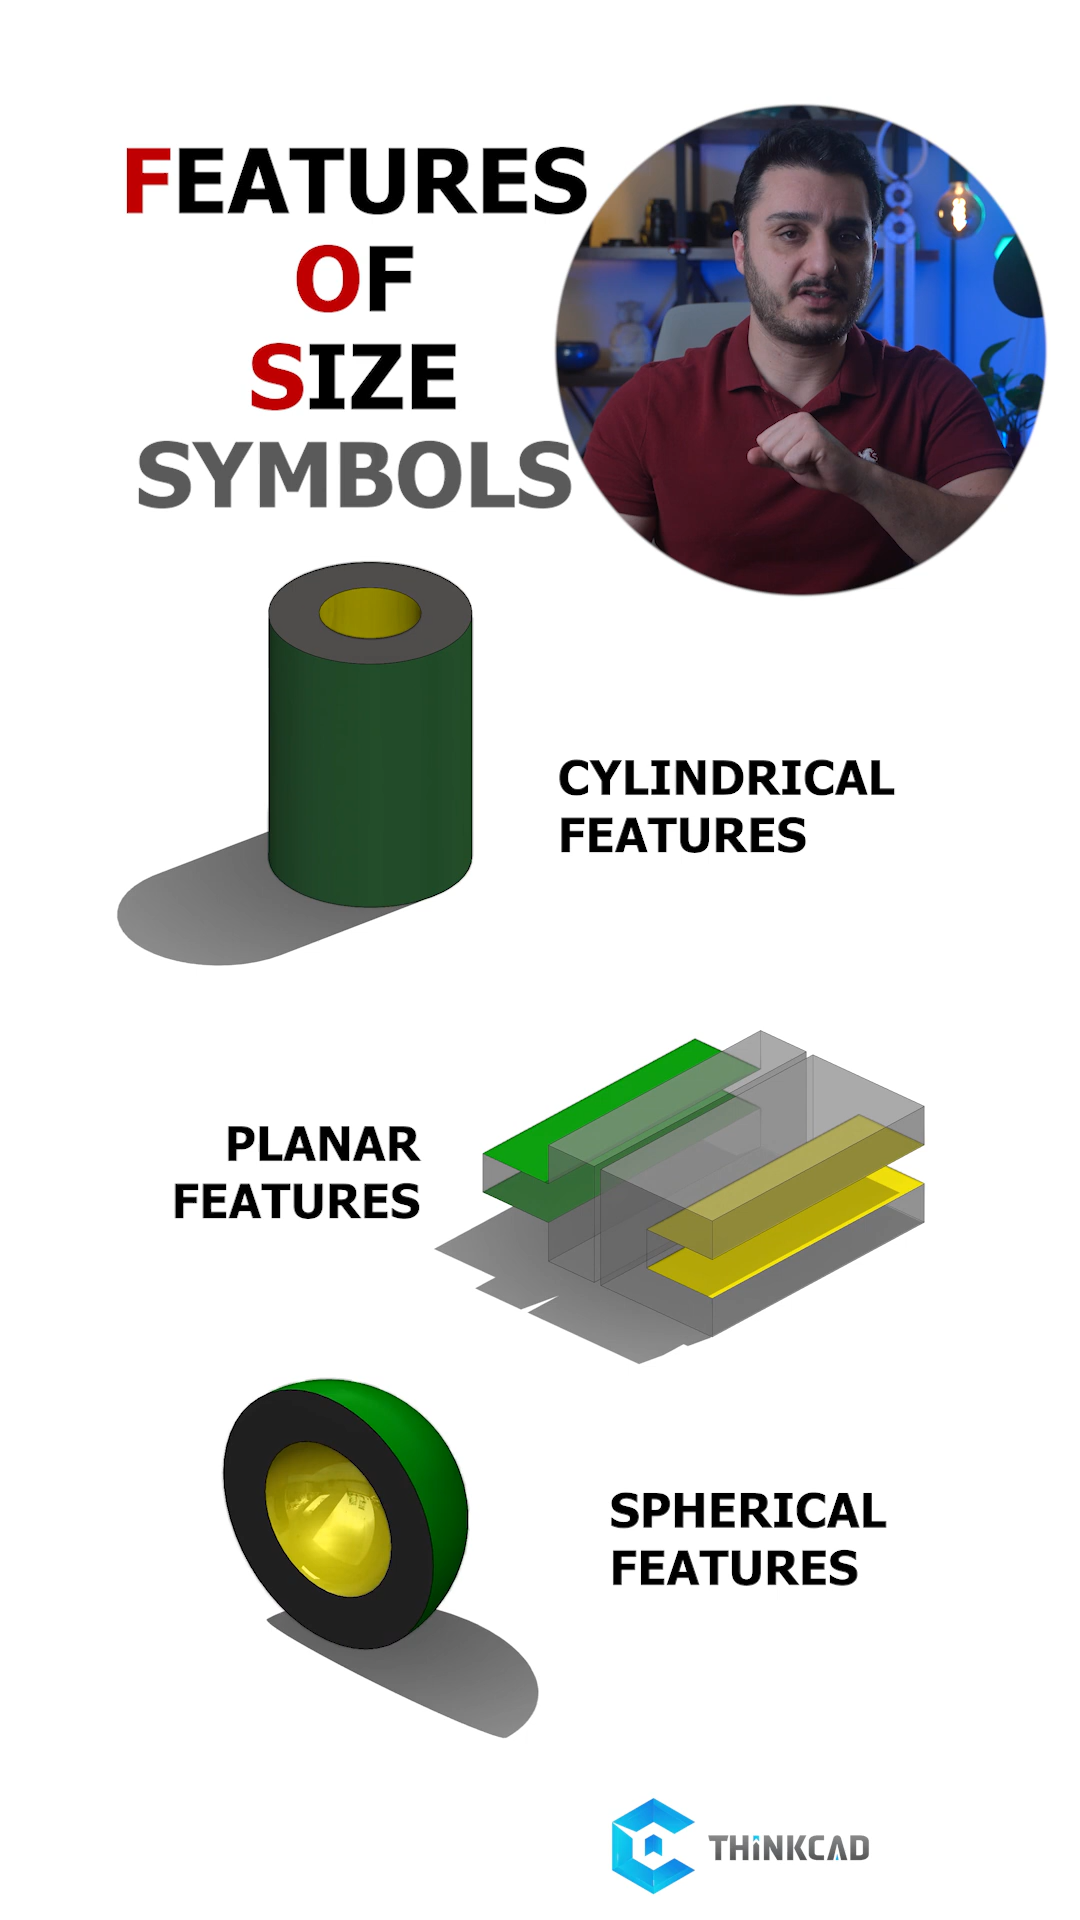 FEATURES
OF
SIZE
SYMBOLS
CYLINDRICAL
FEATURES
PLANAR
FEATURES
SPHERICAL
FEATURES
THiNKCAD